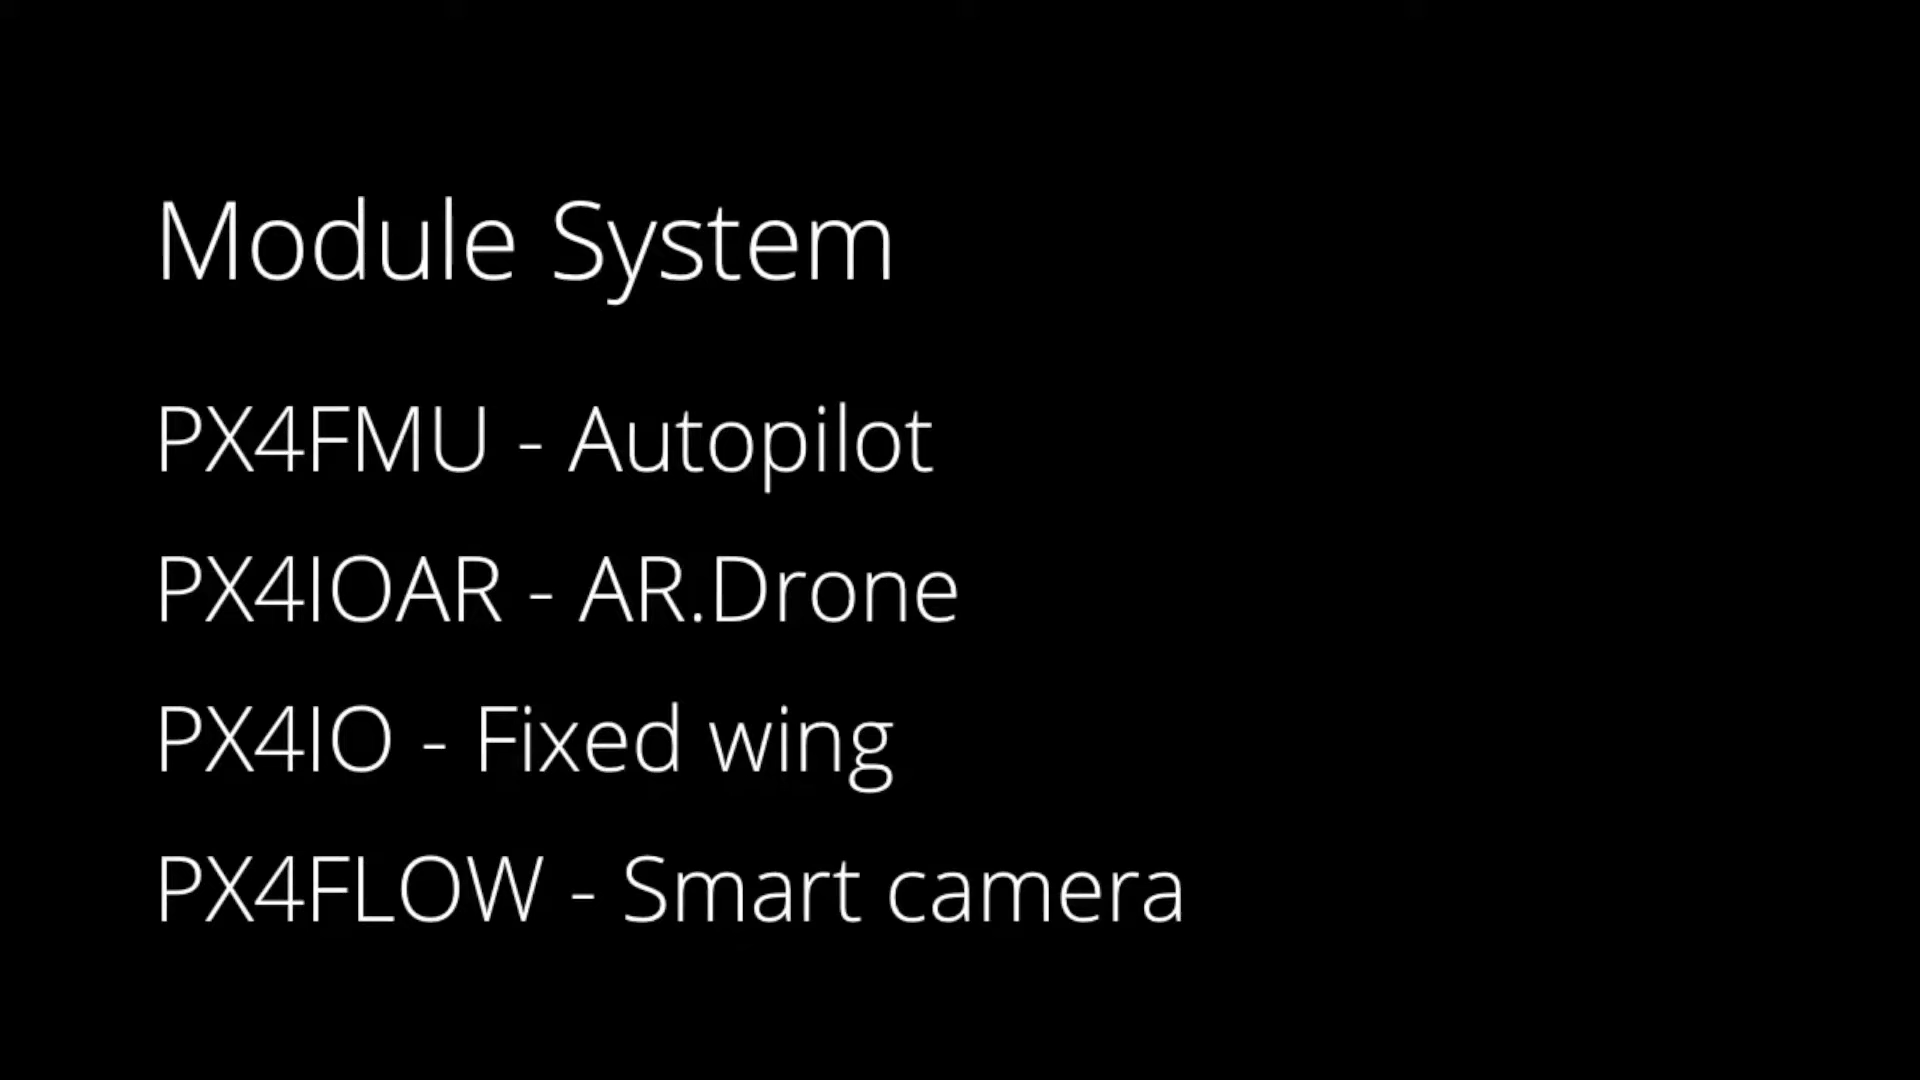 Module System
PX4FMU - Autopilot
PX4IOAR - AR.Drone
PX4IO - Fixed wing
PX4FLOW - Smart camera